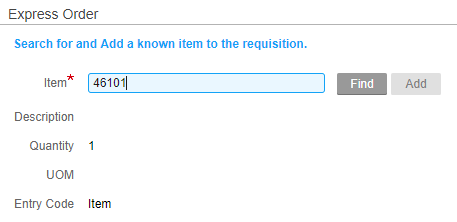 Express Order
Search for and Add a known item to the requisition.
Item* 46101 Find Add
Description
Quantity 1
UOM
Entry Code Item